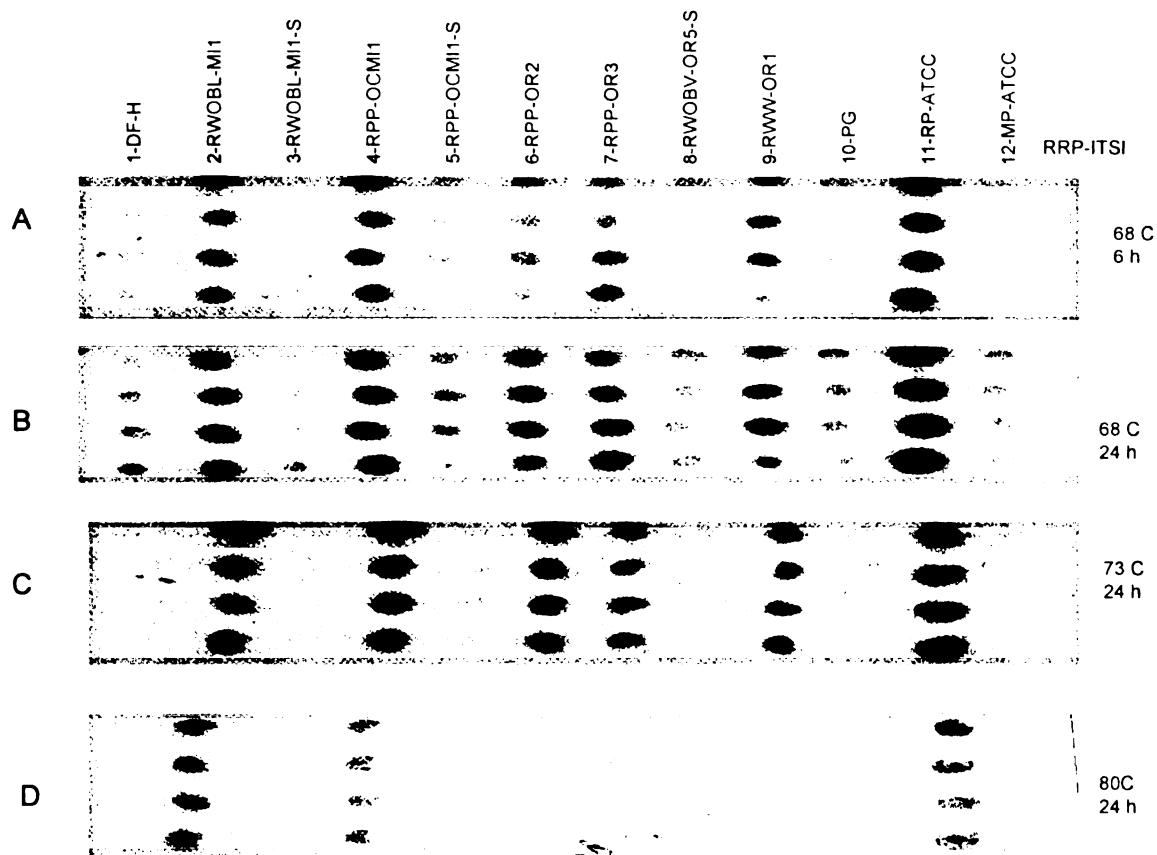 1-DF-H
2-RWOBL-MI1
3-RWOBL-MI1-S
4-RPP-OCMI1
5-RPP-OCMI1-S
6-RPP-OR2
7-RPP-OR3
8-RWOBV-OR5-S
9-RWW-OR1
10-PG
11-RP-ATCC
12-MP-ATCC
RRP-ITSI
A
68 C
6 h
B
68 C
24 h
C
73 C
24 h
D
80C
24 h